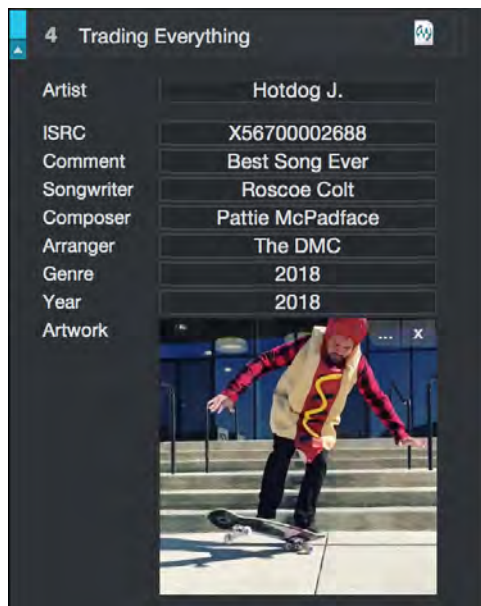 4 Trading Everything
Artist Hotdog J.
ISRC X56700002688
Comment Best Song Ever
Songwriter Roscoe Colt
Composer Pattie McPadface
Arranger The DMC
Genre 2018
Year 2018
Artwork ... x